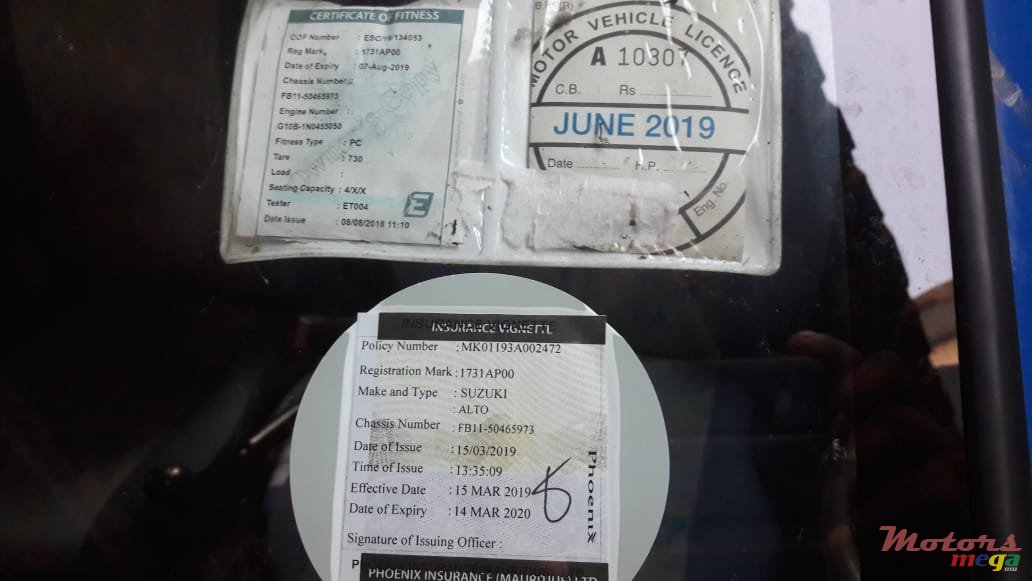 CERTIFICATE OF FITNESS
COF Number : ESC/18/134053
Reg Mark : 1731AP00
Date of Expiry : 07-Aug-2019
Chassis Number :
FB11-50465973
Engine Number :
G10B-1N0455050
Fitness Type : PC
Tare : 730
Load :
Seating Capacity : 4/X/X
Tester : ET004
Date Issue : 08/08/2018 11:10
E
MOTOR VEHICLE LICENCE
A 10307
C.B. Rs
JUNE 2019
Date H.P.
Eng. No.
INSURANCE VIGNETTE
Policy Number : MK01193A002472
Registration Mark : 1731AP00
Make and Type : SUZUKI
: ALTO
Chassis Number : FB11-50465973
Date of Issue : 15/03/2019
Time of Issue : 13:35:09
Effective Date : 15 MAR 2019
Date of Expiry : 14 MAR 2020
Signature of Issuing Officer :
Phoenix
PHOENIX INSURANCE (MAURITIUS) LTD
Motors
mega
mu